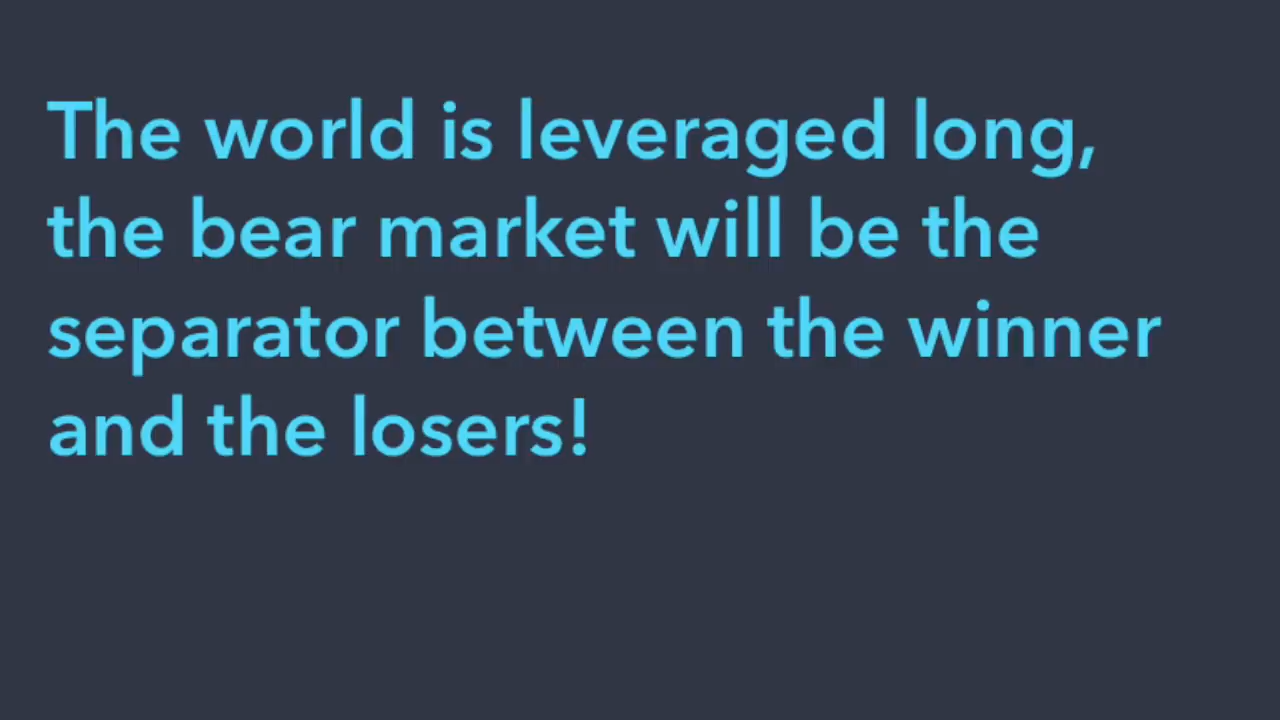 The world is leveraged long,
the bear market will be the
separator between the winner
and the losers!